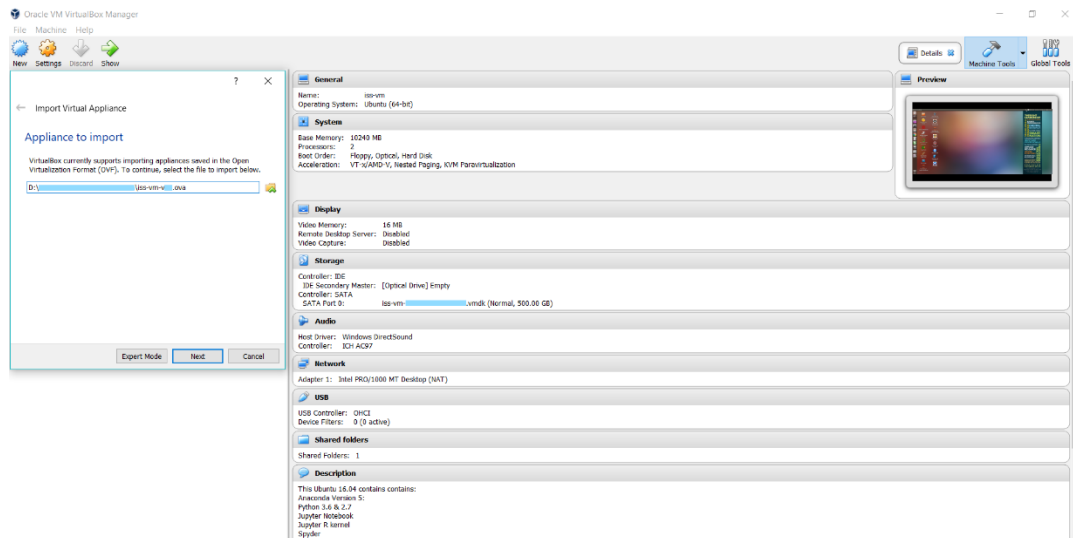 Oracle VM VirtualBox Manager
File Machine Help
New Settings Discard Show
Details
Machine Tools
Global Tools
?
Import Virtual Appliance
Appliance to import
VirtualBox currently supports importing appliances saved in the Open
Virtualization Format (OVF). To continue, select the file to import below.
D:\ \iss-vm-v .ova
Expert Mode Next Cancel
General
Name: iss-vm
Operating System: Ubuntu (64-bit)
System
Base Memory: 10240 MB
Processors: 2
Boot Order: Floppy, Optical, Hard Disk
Acceleration: VT-x/AMD-V, Nested Paging, KVM Paravirtualization
Preview
Display
Video Memory: 16 MB
Remote Desktop Server: Disabled
Video Capture: Disabled
Storage
Controller: IDE
IDE Secondary Master: [Optical Drive] Empty
Controller: SATA
SATA Port 0: iss-vm- .vmdk (Normal, 500.00 GB)
Audio
Host Driver: Windows DirectSound
Controller: ICH AC97
Network
Adapter 1: Intel PRO/1000 MT Desktop (NAT)
USB
USB Controller: OHCI
Device Filters: 0 (0 active)
Shared folders
Shared Folders: 1
Description
This Ubuntu 16.04 contains contains:
Anaconda Version 5:
Python 3.6 & 2.7
Jupyter Notebook
Jupyter R kernel
Spyder